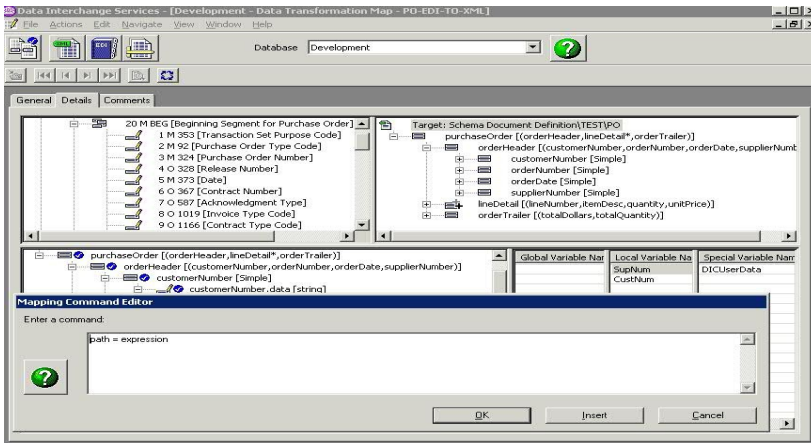 Data Interchange Services - [Development - Data Transformation Map - PO-EDI-TO-XML]
File Actions Edit Navigate View Window Help
Database Development
General Details Comments
20 M BEG [Beginning Segment for Purchase Order]
1 M 353 [Transaction Set Purpose Code]
2 M 92 [Purchase Order Type Code]
3 M 324 [Purchase Order Number]
4 O 328 [Release Number]
5 M 373 [Date]
6 O 367 [Contract Number]
7 O 587 [Acknowledgment Type]
8 O 1019 [Invoice Type Code]
9 O 1166 [Contract Type Code]
Target: Schema Document Definition\TEST\PO
purchaseOrder [(orderHeader,lineDetail*,orderTrailer)]
orderHeader [(customerNumber,orderNumber,orderDate,supplierNumt
customerNumber [Simple]
orderNumber [Simple]
orderDate [Simple]
supplierNumber [Simple]
lineDetail [(lineNumber,itemDesc,quantity,unitPrice)]
orderTrailer [(totalDollars,totalQuantity)]
purchaseOrder [(orderHeader,lineDetail*,orderTrailer)]
orderHeader [(customerNumber,orderNumber,orderDate,supplierNumber)]
customerNumber [Simple]
customerNumber.data [string]
Global Variable Nar Local Variable Na Special Variable Nam
SupNum DICUserData
CustNum
Mapping Command Editor
Enter a command:
path = expression
OK Insert Cancel